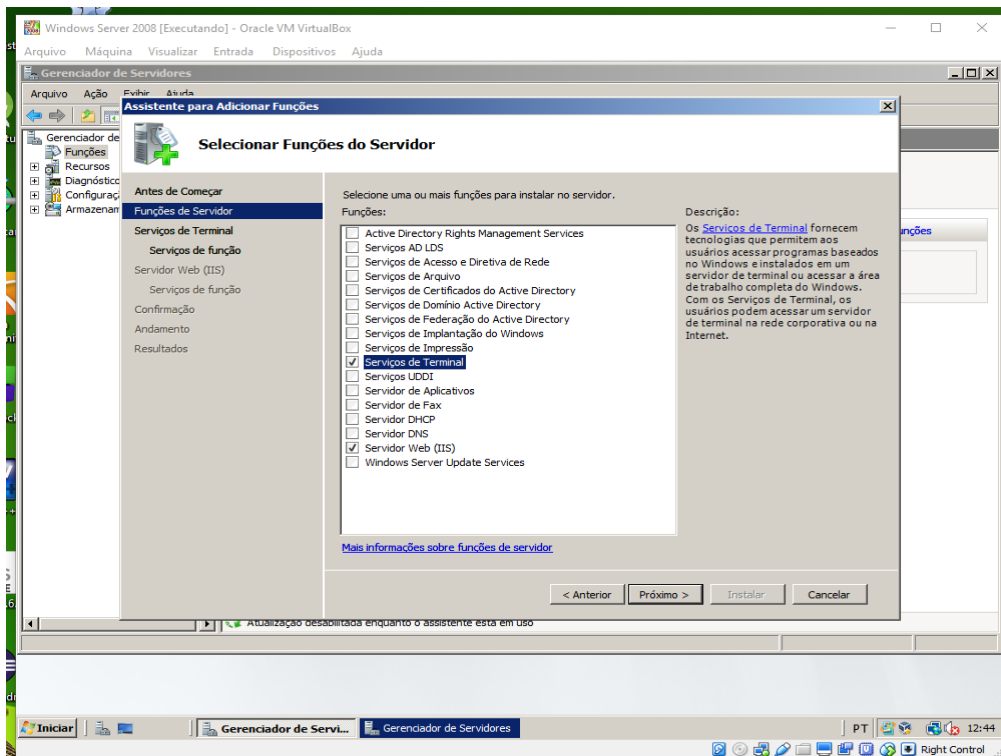 Windows Server 2008 [Executando] - Oracle VM VirtualBox
Arquivo Máquina Visualizar Entrada Dispositivos Ajuda
Gerenciador de Servidores
Arquivo Ação Exibir Ajuda
Assistente para Adicionar Funções
Gerenciador de
Funções
Recursos
Diagnóstico
Configuraç
Armazenam
Selecionar Funções do Servidor
Antes de Começar
Funções de Servidor
Serviços de Terminal
Serviços de função
Servidor Web (IIS)
Serviços de função
Confirmação
Andamento
Resultados
Selecione uma ou mais funções para instalar no servidor.
Funções:
Active Directory Rights Management Services
Serviços AD LDS
Serviços de Acesso e Diretiva de Rede
Serviços de Arquivo
Serviços de Certificados do Active Directory
Serviços de Domínio Active Directory
Serviços de Federação do Active Directory
Serviços de Implantação do Windows
Serviços de Impressão
Serviços de Terminal
Serviços UDDI
Servidor de Aplicativos
Servidor de Fax
Servidor DHCP
Servidor DNS
Servidor Web (IIS)
Windows Server Update Services
Mais informações sobre funções de servidor
Descrição:
Os Serviços de Terminal fornecem
tecnologias que permitem aos
usuários acessar programas baseados
no Windows e instalados em um
servidor de terminal ou acessar a área
de trabalho completa do Windows.
Com os Serviços de Terminal, os
usuários podem acessar um servidor
de terminal na rede corporativa ou na
Internet.
unções
< Anterior Próximo > Instalar Cancelar
Atualização desabilitada enquanto o assistente está em uso
Iniciar Gerenciador de Servi... Gerenciador de Servidores PT 12:44
Right Control